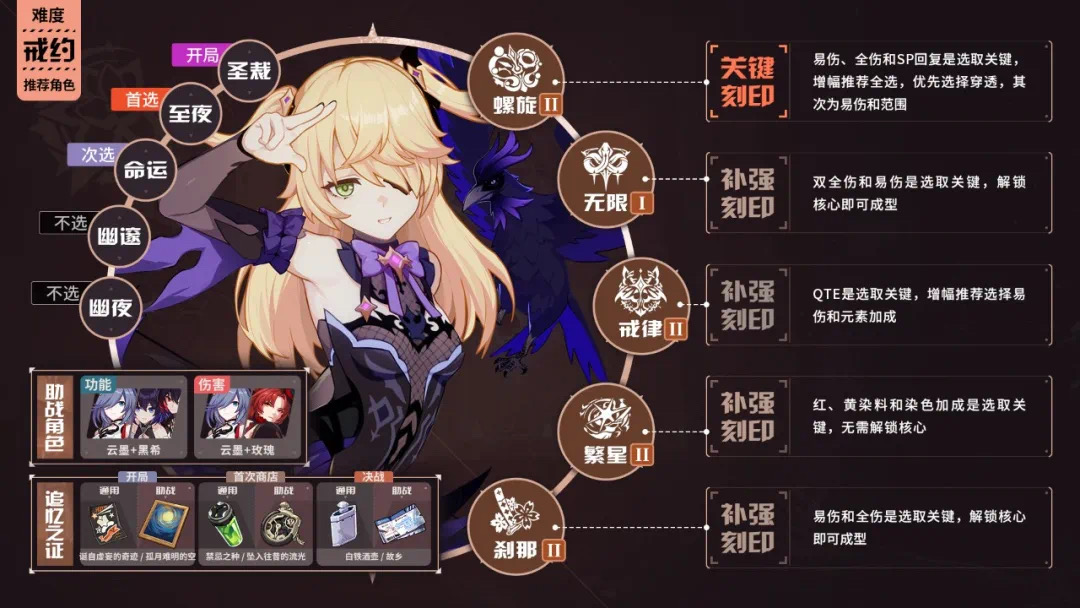 难度
戒约
推荐角色
开局
圣裁
首选
至夜
次选
命运
不选
幽邃
不选
幽夜
螺旋 II
无限 I
戒律 II
繁星 II
刹那 II
关键
刻印
易伤、全伤和SP回复是选取关键，
增幅推荐全选，优先选择穿透，其
次为易伤和范围
补强
刻印
双全伤和易伤是选取关键，解锁
核心即可成型
补强
刻印
QTE是选取关键，增幅推荐选择易
伤和元素加成
补强
刻印
红、黄染料和染色加成是选取关
键，无需解锁核心
补强
刻印
易伤和全伤是选取关键，解锁核心
即可成型
助战角色
功能
云墨+黑希
伤害
云墨+玫瑰
追忆之证
开局
通用 助战
诞自虚妄的奇迹 / 孤月难明的空
首次商店
通用 助战
禁忌之种 / 坠入往昔的流光
决战
通用 助战
白铁酒壶 / 故乡